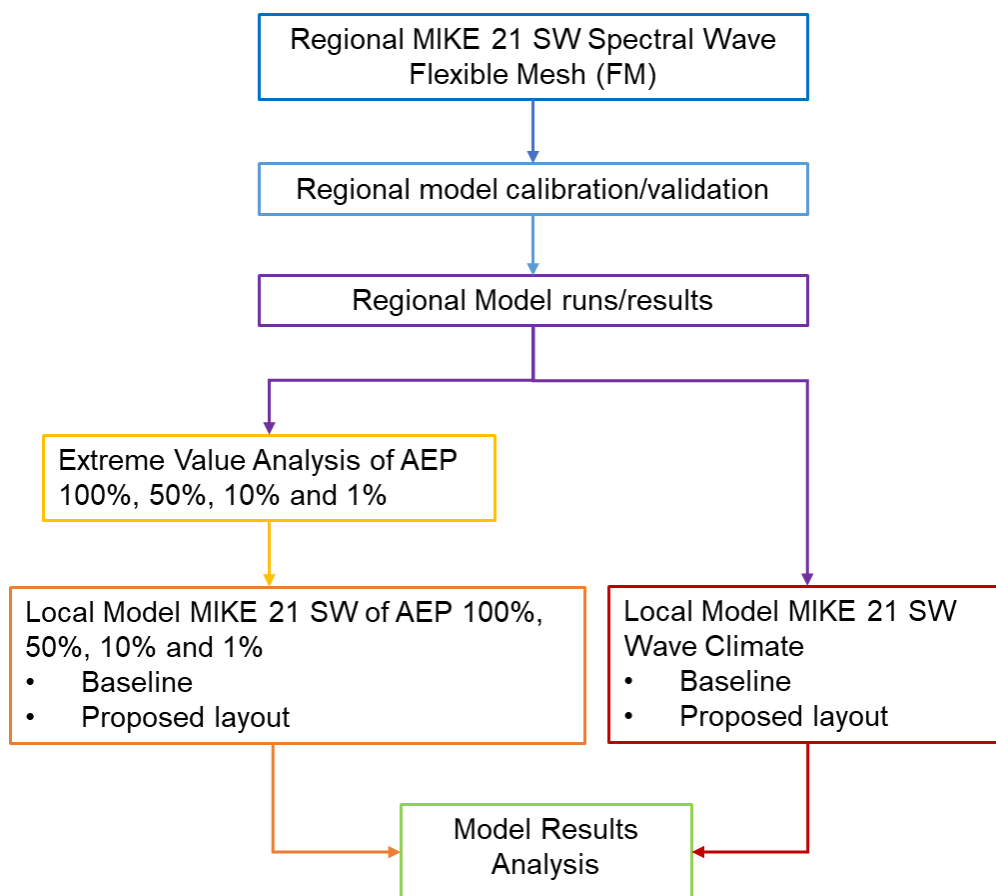 Regional MIKE 21 SW Spectral Wave
Flexible Mesh (FM)
Regional model calibration/validation
Regional Model runs/results
Extreme Value Analysis of AEP
100%, 50%, 10% and 1%
Local Model MIKE 21 SW of AEP 100%,
50%, 10% and 1%
• Baseline
• Proposed layout
Local Model MIKE 21 SW
Wave Climate
• Baseline
• Proposed layout
Model Results
Analysis